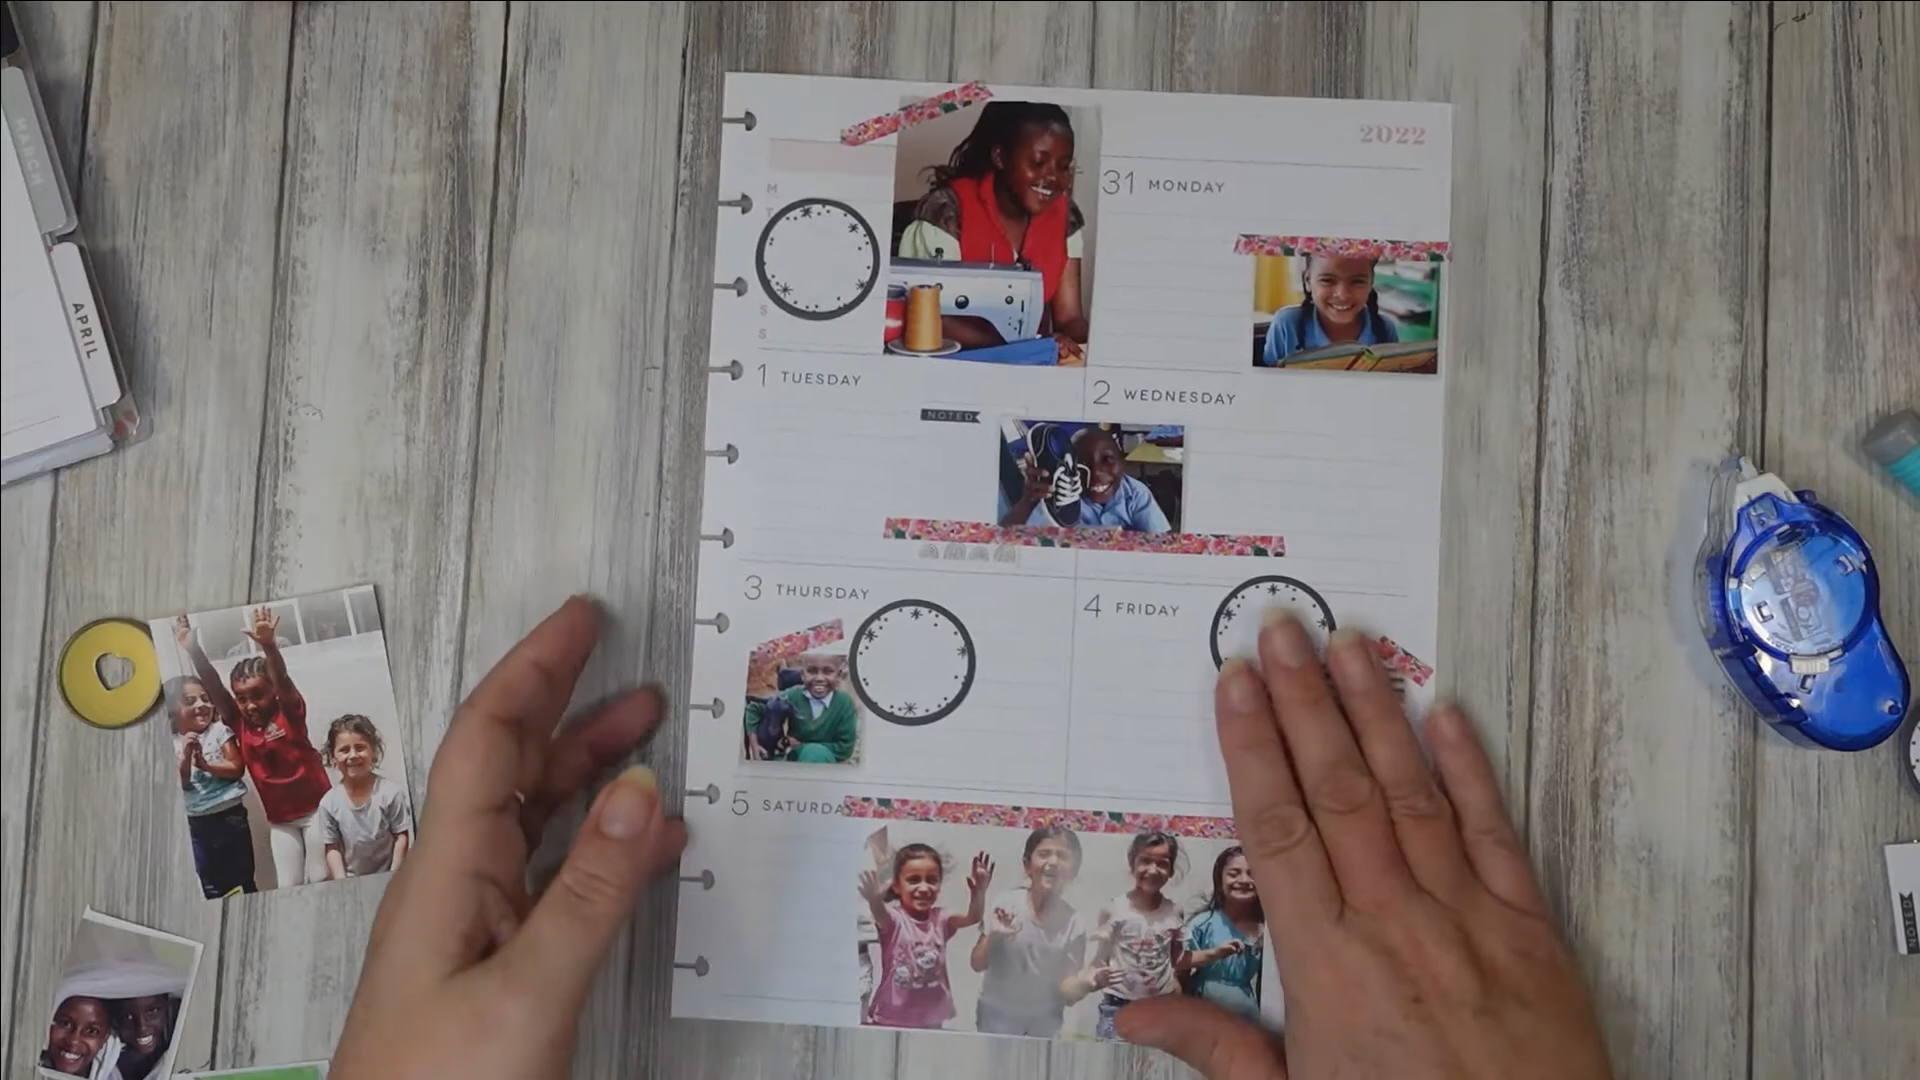 MARCH
APRIL
2022
31 MONDAY
M
T
S
S
1 TUESDAY
2 WEDNESDAY
NOTED
3 THURSDAY
4 FRIDAY
5 SATURDA
NOTED